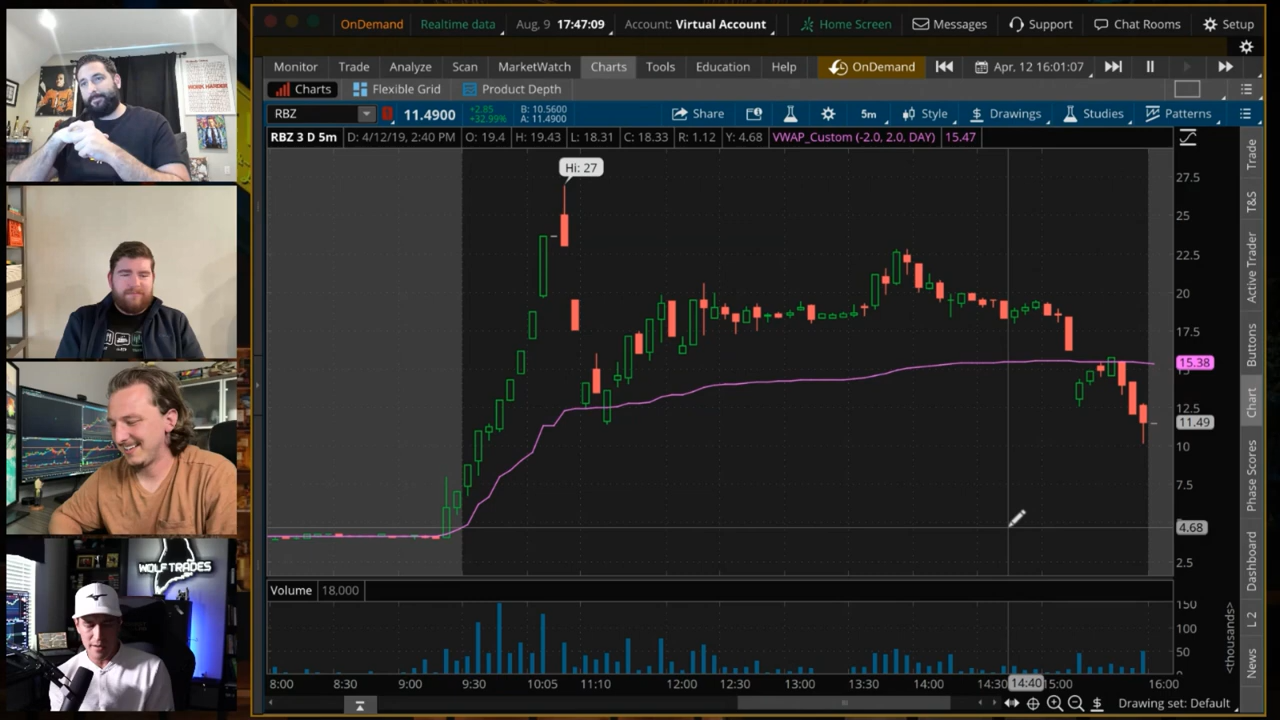 OnDemand Realtime data Aug. 9 17:47:09 Account: Virtual Account Home Screen Messages Support Chat Rooms Setup
Monitor Trade Analyze Scan MarketWatch Charts Tools Education Help OnDemand Apr. 12 16:01:07
Charts Flexible Grid Product Depth
RBZ 11.4900 +2.85 +32.99% B: 10.5600 A: 11.4900 Share 5m Style Drawings Studies Patterns
RBZ 3 D 5m D: 4/12/19, 2:40 PM O: 19.4 H: 19.43 L: 18.31 C: 18.33 R: 1.12 Y: 4.68 VWAP_Custom (-2.0, 2.0, DAY) 15.47
Hi: 27
27.5
25
22.5
20
17.5
15.38
12.5
11.49
10
7.5
4.68
2.5
Volume 18,000
150
100
50
<thousands>
8:00 8:30 9:00 9:30 10:05 11:10 12:00 12:30 13:00 13:30 14:00 14:30 14:40 15:00 16:00
Drawing set: Default
Trade
T&S
Active Trader
Buttons
Chart
Phase Scores
Dashboard
L 2
News
WORK HARDER
WOLF TRADES